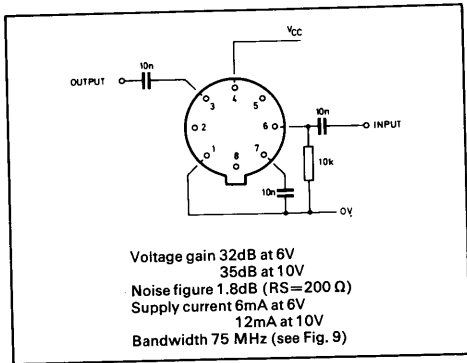 VCC
10n
OUTPUT
3
4
5
10n
2
6
INPUT
1
7
10k
8
10n
0V
Voltage gain 32dB at 6V
35dB at 10V
Noise figure 1.8dB (RS=200 Ω)
Supply current 6mA at 6V
12mA at 10V
Bandwidth 75 MHz (see Fig. 9)